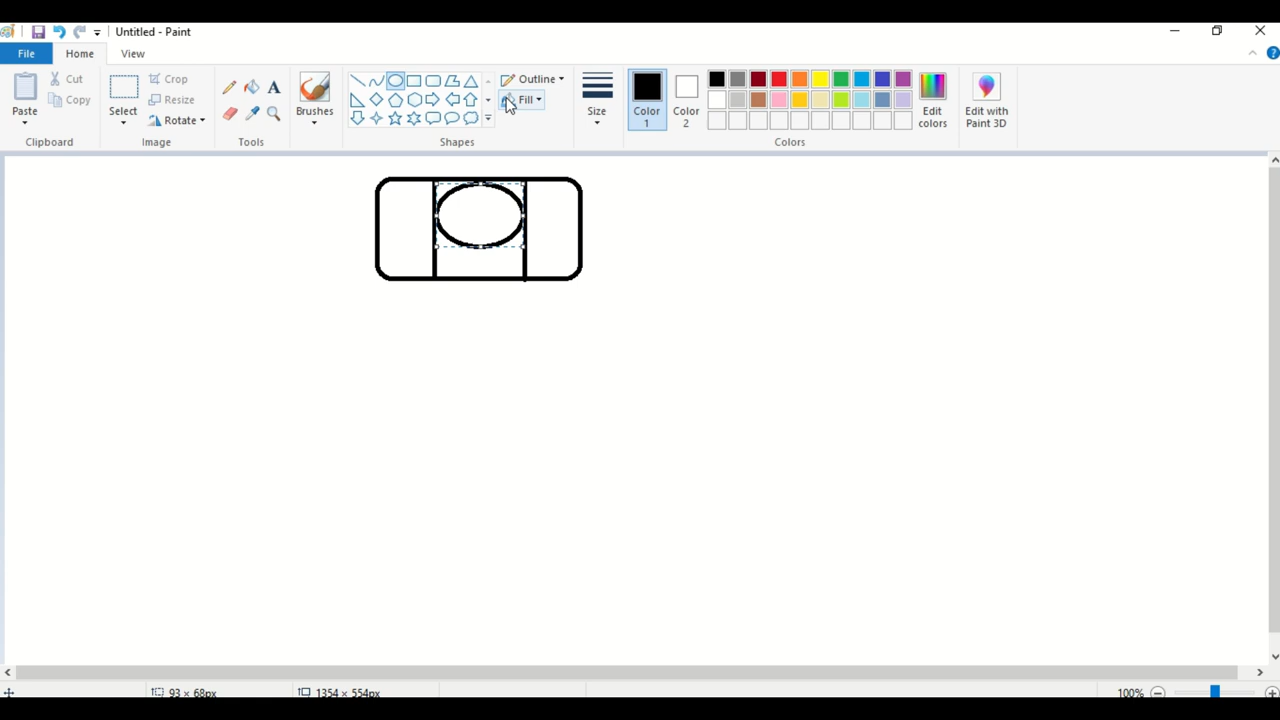 Untitled - Paint
File Home View
Paste Select Cut Copy Crop Resize Rotate Brushes Outline Fill Size Color 1 Color 2 Edit colors Edit with Paint 3D
Clipboard Image Tools Shapes Colors
93 × 68px 1354 × 554px 100%